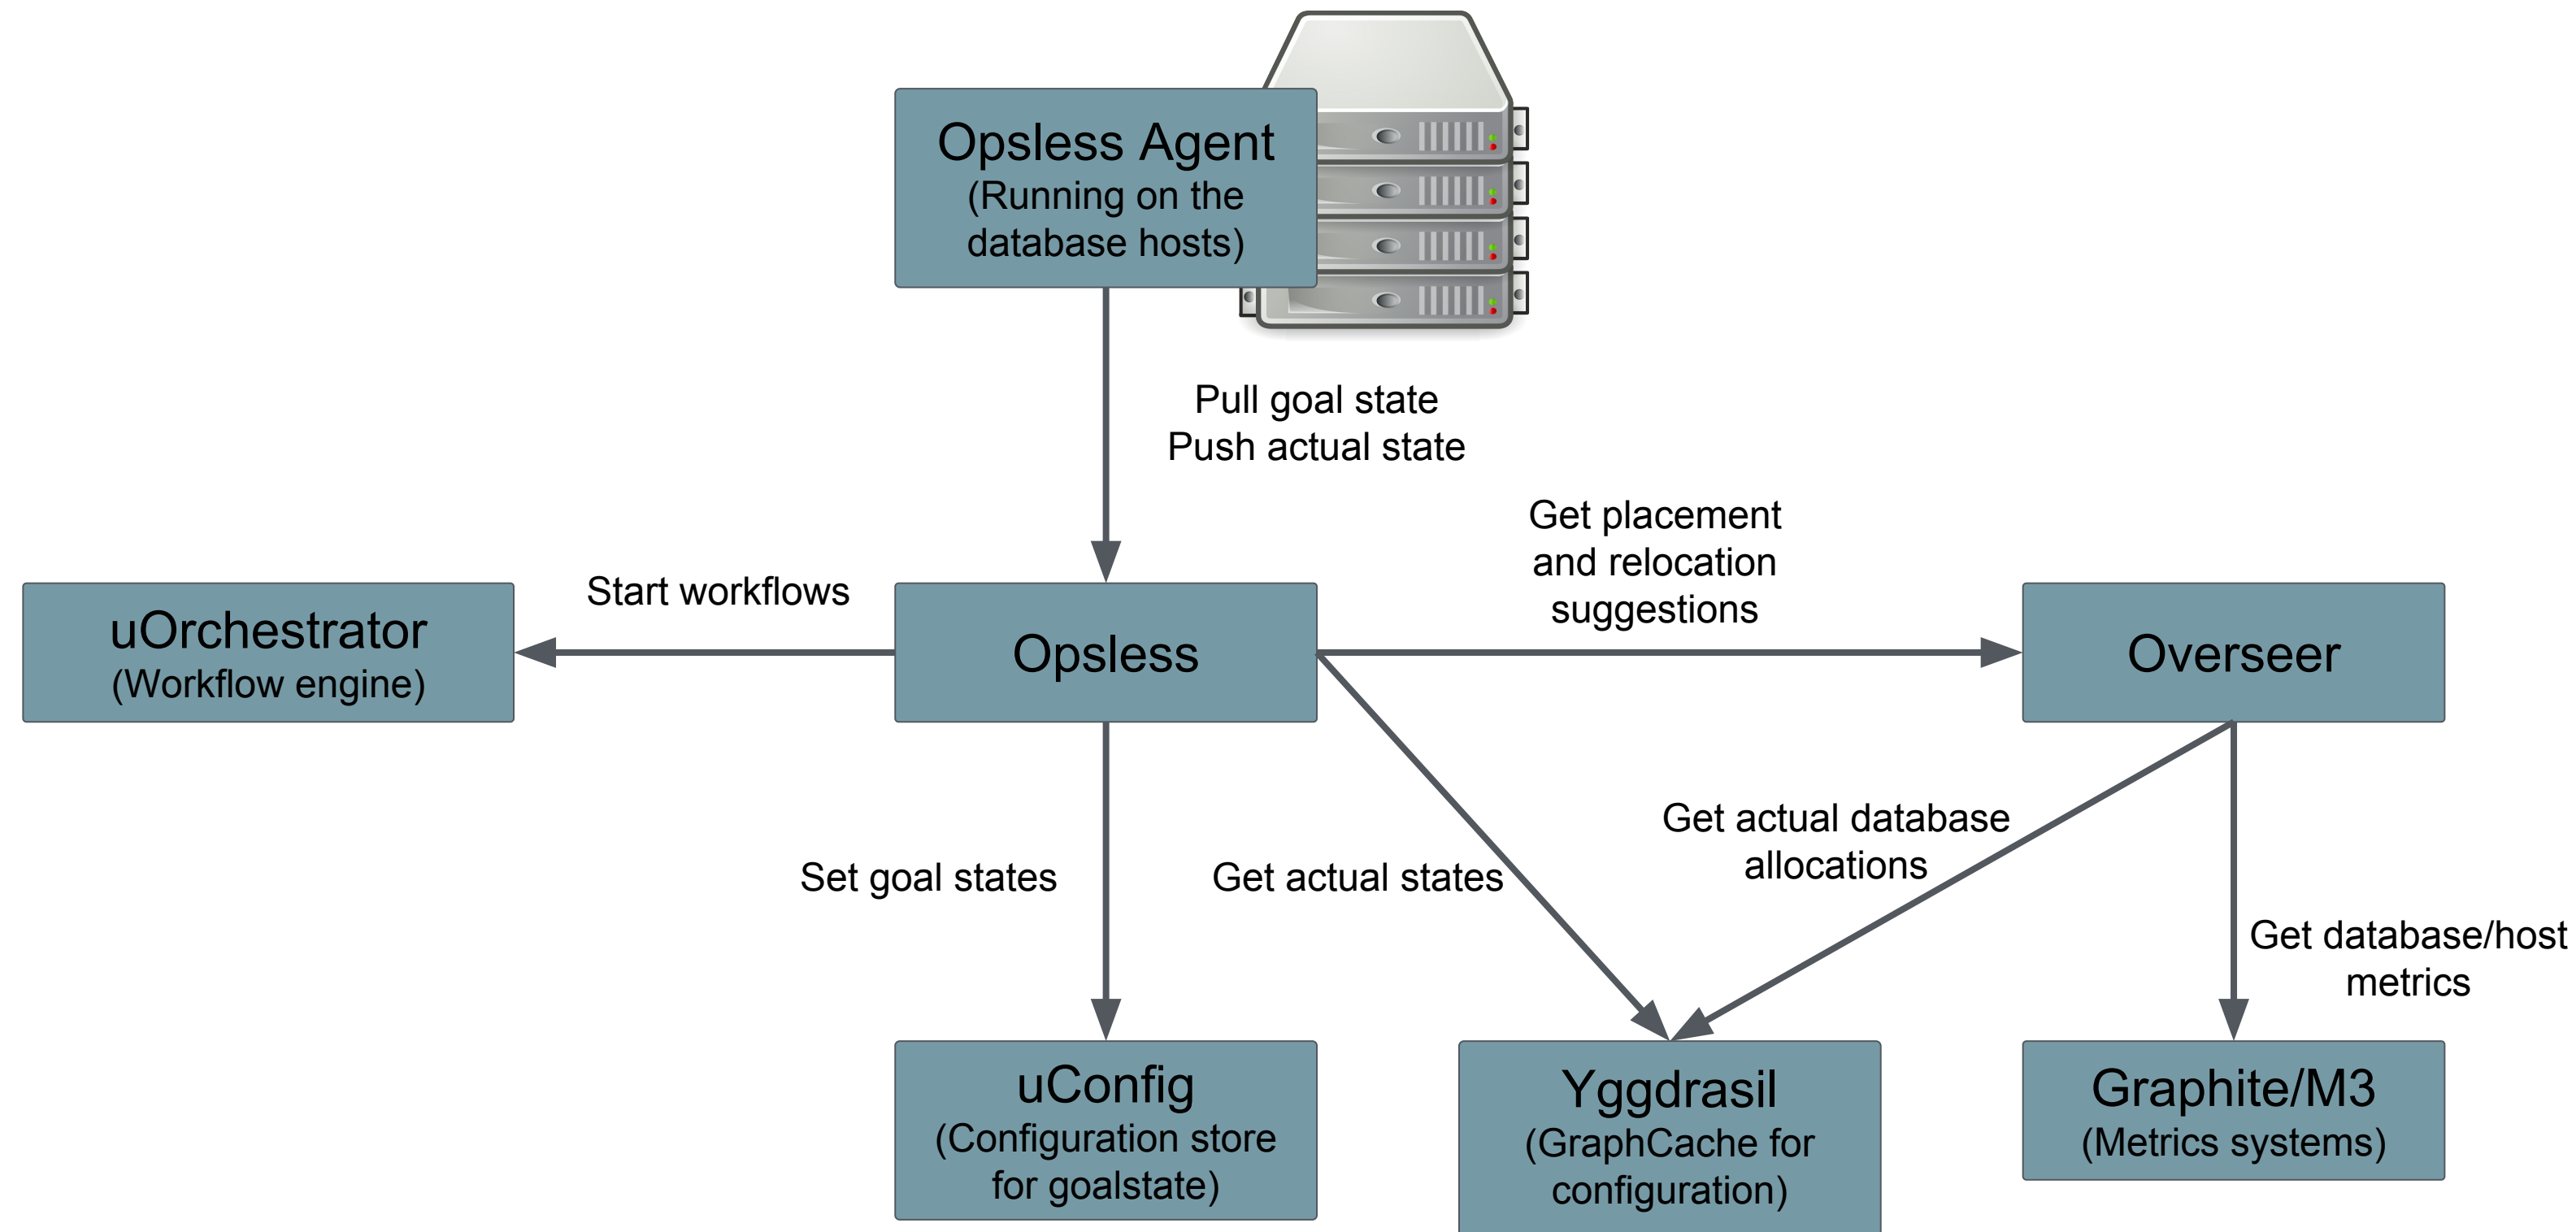 Opsless Agent
(Running on the
database hosts)
Pull goal state
Push actual state
Get placement
and relocation
suggestions
Start workflows
uOrchestrator
(Workflow engine)
Opsless
Overseer
Set goal states
Get actual states
Get actual database
allocations
Get database/host
metrics
uConfig
(Configuration store
for goalstate)
Yggdrasil
(GraphCache for
configuration)
Graphite/M3
(Metrics systems)